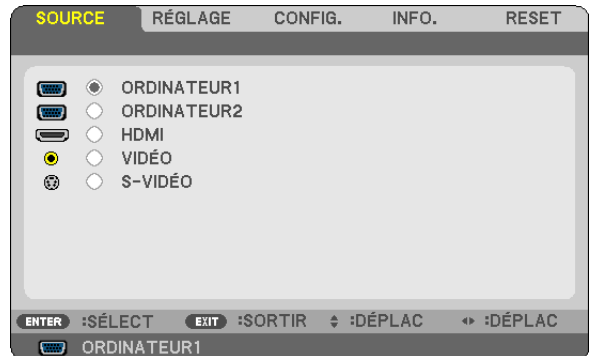 SOURCE RÉGLAGE CONFIG. INFO. RESET
ORDINATEUR1
ORDINATEUR2
HDMI
VIDÉO
S-VIDÉO
ENTER :SÉLECT EXIT :SORTIR :DÉPLAC :DÉPLAC
ORDINATEUR1